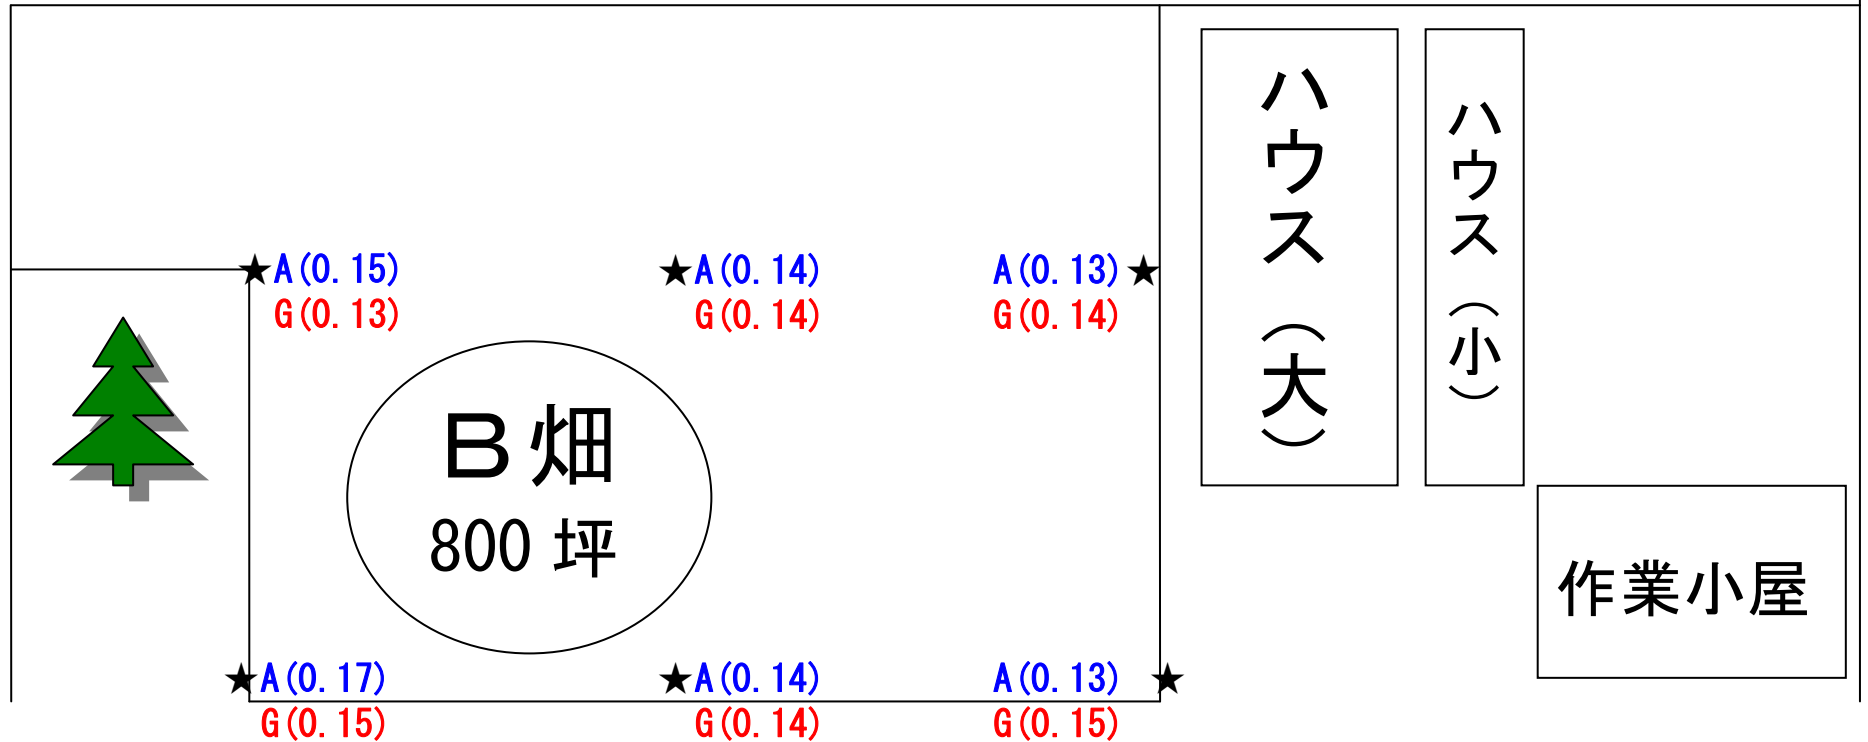 ハウス（大）
ハウス（小）
★A(0.15)
G(0.13)
★A(0.14)
G(0.14)
A(0.13)★
G(0.14)
B畑
800坪
作業小屋
★A(0.17)
G(0.15)
★A(0.14)
G(0.14)
A(0.13)★
G(0.15)